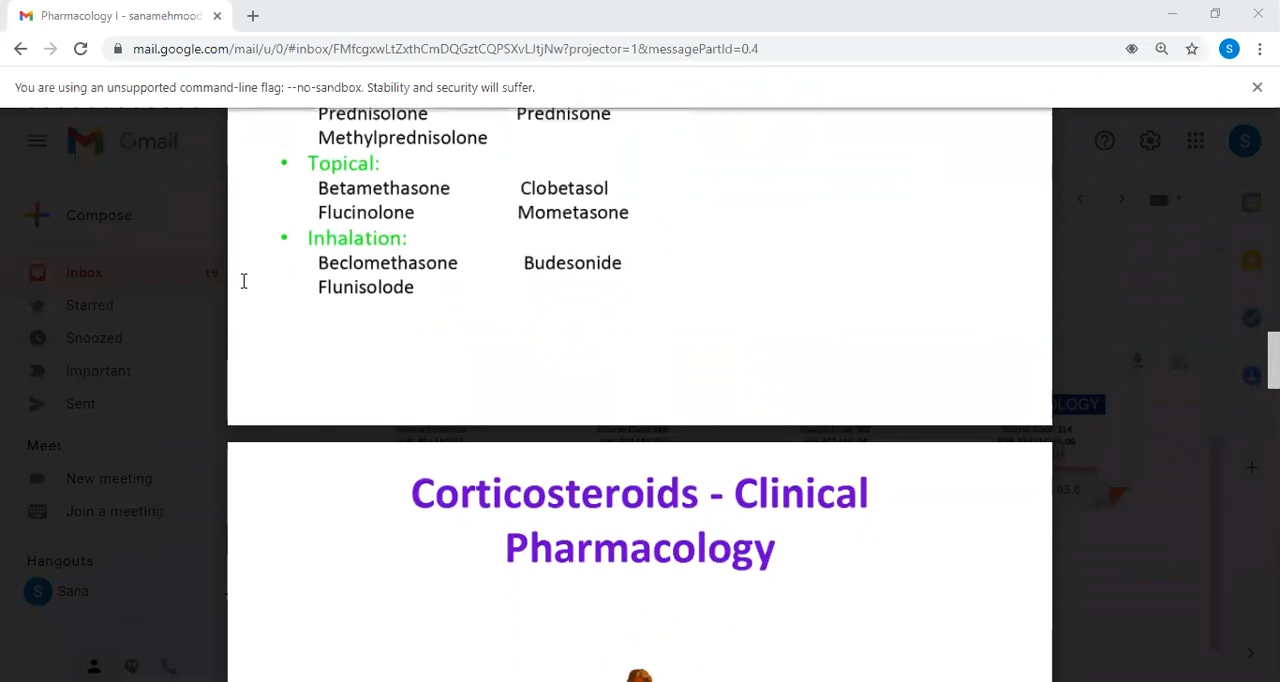 Pharmacology I - sanamehmood
mail.google.com/mail/u/0/#inbox/FMfcgxwLtZxthCmDQGztCQPSXvLJtjNw?projector=1&messagePartId=0.4
S
You are using an unsupported command-line flag: --no-sandbox. Stability and security will suffer.
Prednisolone Prednisone
Methylprednisolone
• Topical:
Betamethasone Clobetasol
Flucinolone Mometasone
• Inhalation:
Beclomethasone Budesonide
Flunisolode
Corticosteroids - Clinical
Pharmacology
Gmail
S
Compose
Inbox 19
Starred
Snoozed
Important
Sent
Meet
New meeting
Join a meeting
Hangouts
S Sana
OLOGY